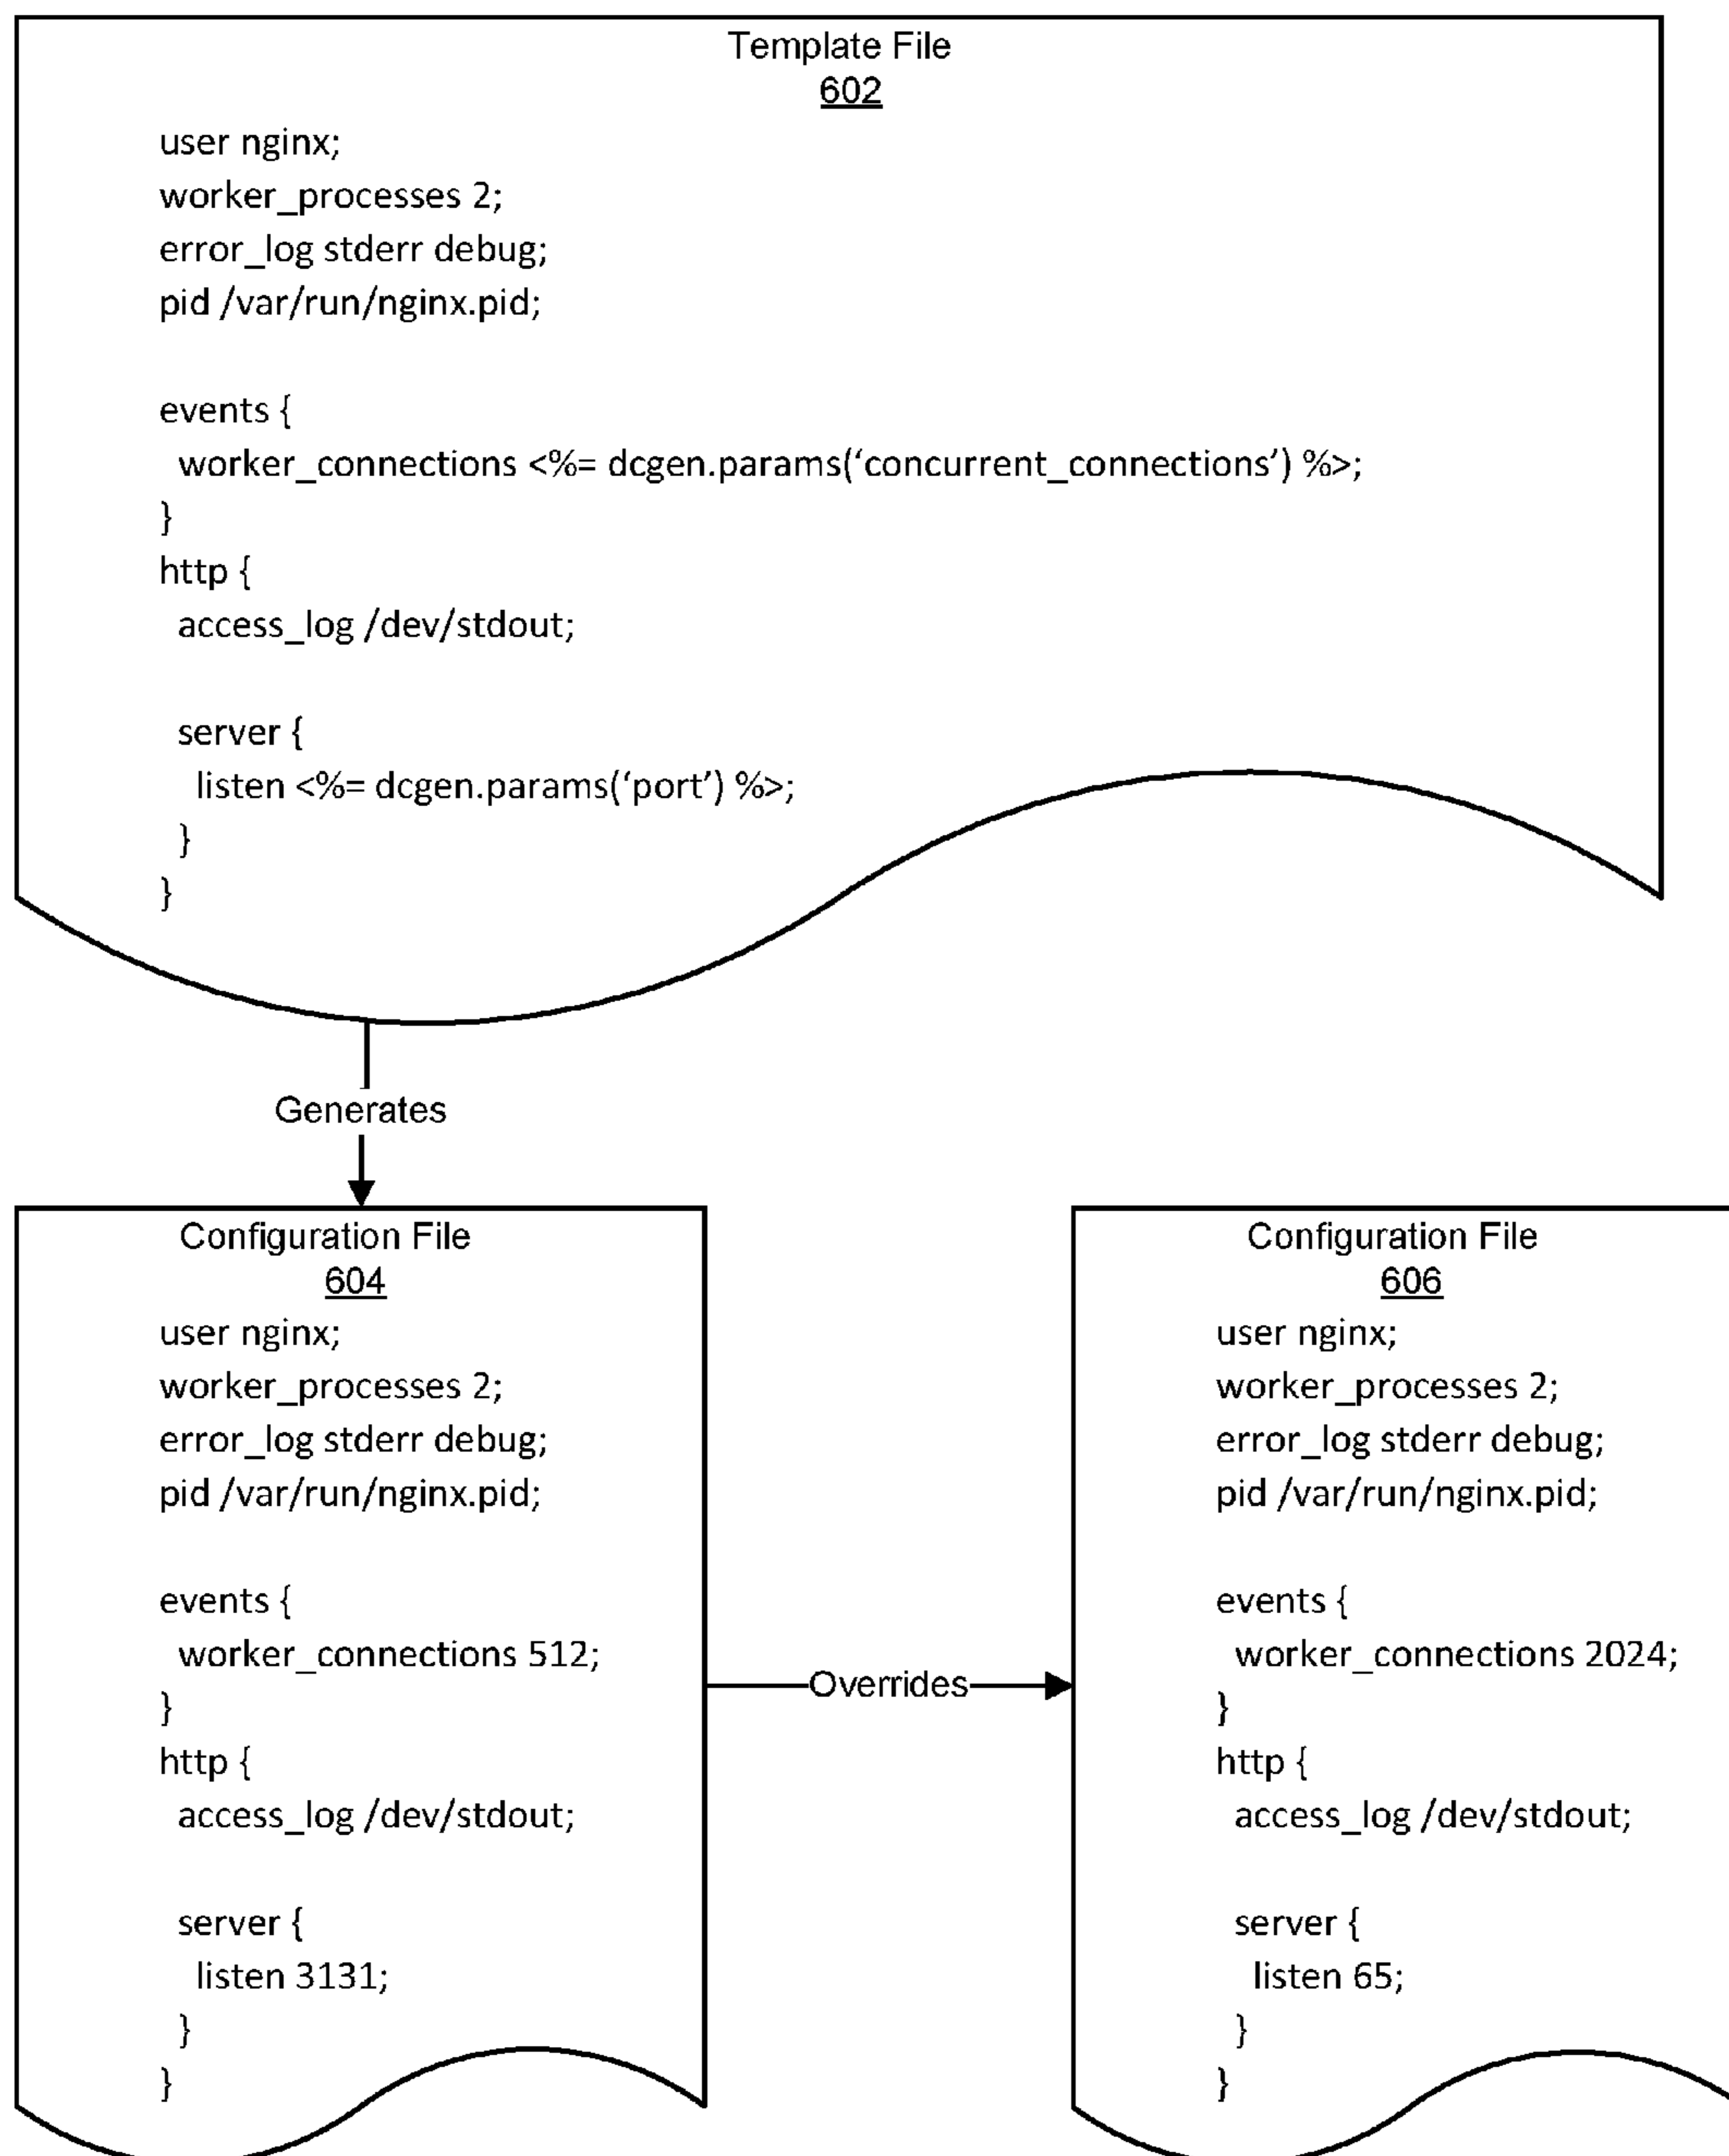 Template File
602
user nginx;
worker_processes 2;
error_log stderr debug;
pid /var/run/nginx.pid;
events {
worker_connections <%= dcgen.params(‘concurrent_connections’) %>;
}
http {
access_log /dev/stdout;
server {
listen <%= dcgen.params(‘port’) %>;
}
}
Generates
Configuration File
604
user nginx;
worker_processes 2;
error_log stderr debug;
pid /var/run/nginx.pid;
events {
worker_connections 512;
}
http {
access_log /dev/stdout;
server {
listen 3131;
}
}
Overrides
Configuration File
606
user nginx;
worker_processes 2;
error_log stderr debug;
pid /var/run/nginx.pid;
events {
worker_connections 2024;
}
http {
access_log /dev/stdout;
server {
listen 65;
}
}